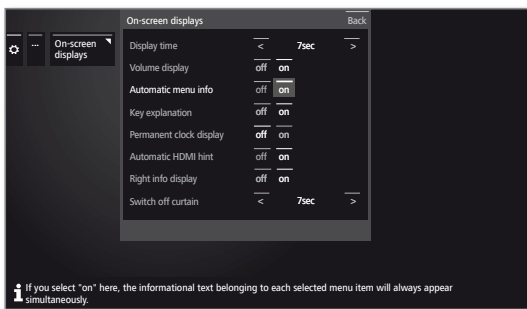 On-screen displays Back
... On-screen displays
Display time < 7sec >
Volume display off on
Automatic menu info off on
Key explanation off on
Permanent clock display off on
Automatic HDMI hint off on
Right info display off on
Switch off curtain < 7sec >
i If you select "on" here, the informational text belonging to each selected menu item will always appear
simultaneously.